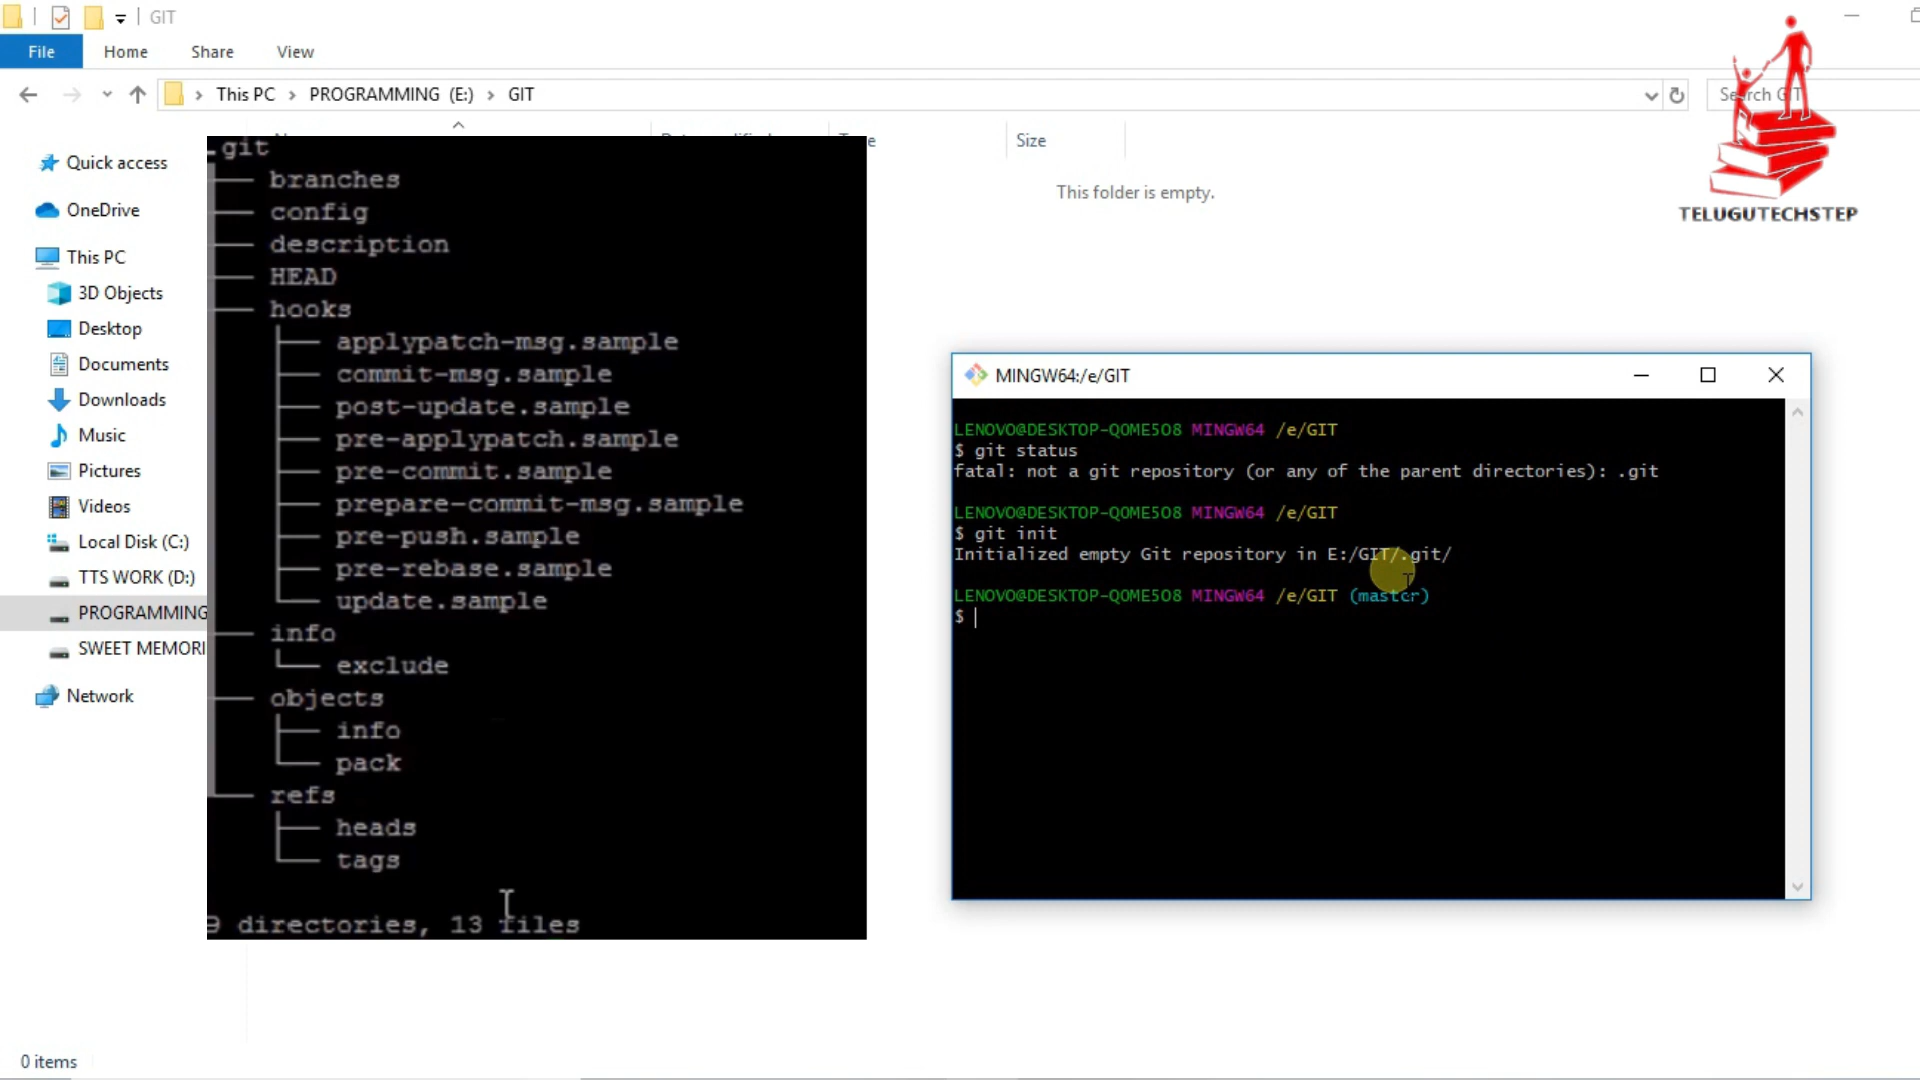 GIT
File Home Share View
This PC > PROGRAMMING (E:) > GIT
Search GIT
TELUGUTECHSTEP
Size
This folder is empty.
Quick access
OneDrive
This PC
3D Objects
Desktop
Documents
Downloads
Music
Pictures
Videos
Local Disk (C:)
TTS WORK (D:)
PROGRAMMING
SWEET MEMORI
Network
0 items
.git
├── branches
├── config
├── description
├── HEAD
├── hooks
│   ├── applypatch-msg.sample
│   ├── commit-msg.sample
│   ├── post-update.sample
│   ├── pre-applypatch.sample
│   ├── pre-commit.sample
│   ├── prepare-commit-msg.sample
│   ├── pre-push.sample
│   ├── pre-rebase.sample
│   └── update.sample
├── info
│   └── exclude
├── objects
│   ├── info
│   └── pack
└── refs
    ├── heads
    └── tags
9 directories, 13 files
MINGW64:/e/GIT
LENOVO@DESKTOP-QOME5O8 MINGW64 /e/GIT
$ git status
fatal: not a git repository (or any of the parent directories): .git
LENOVO@DESKTOP-QOME5O8 MINGW64 /e/GIT
$ git init
Initialized empty Git repository in E:/GIT/.git/
LENOVO@DESKTOP-QOME5O8 MINGW64 /e/GIT (master)
$